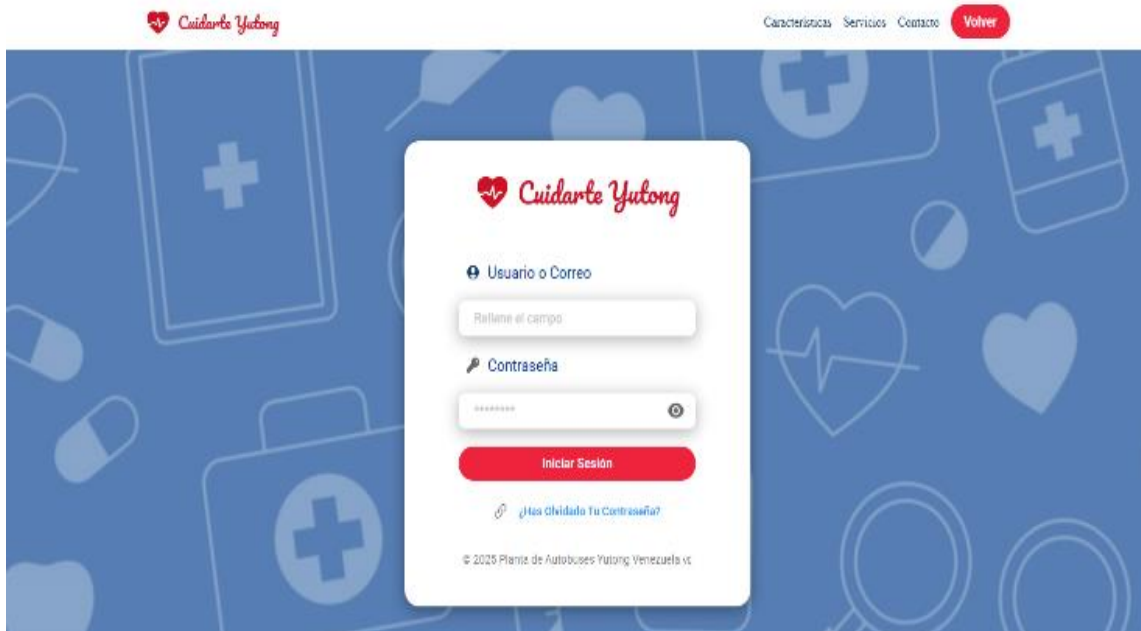 Cuidarte Yutong
Características Servicios Contacto Volver
Cuidarte Yutong
Usuario o Correo
Rellene el campo
Contraseña
********
Iniciar Sesión
¿Has Olvidado Tu Contraseña?
© 2025 Planta de Autobuses Yutong Venezuela